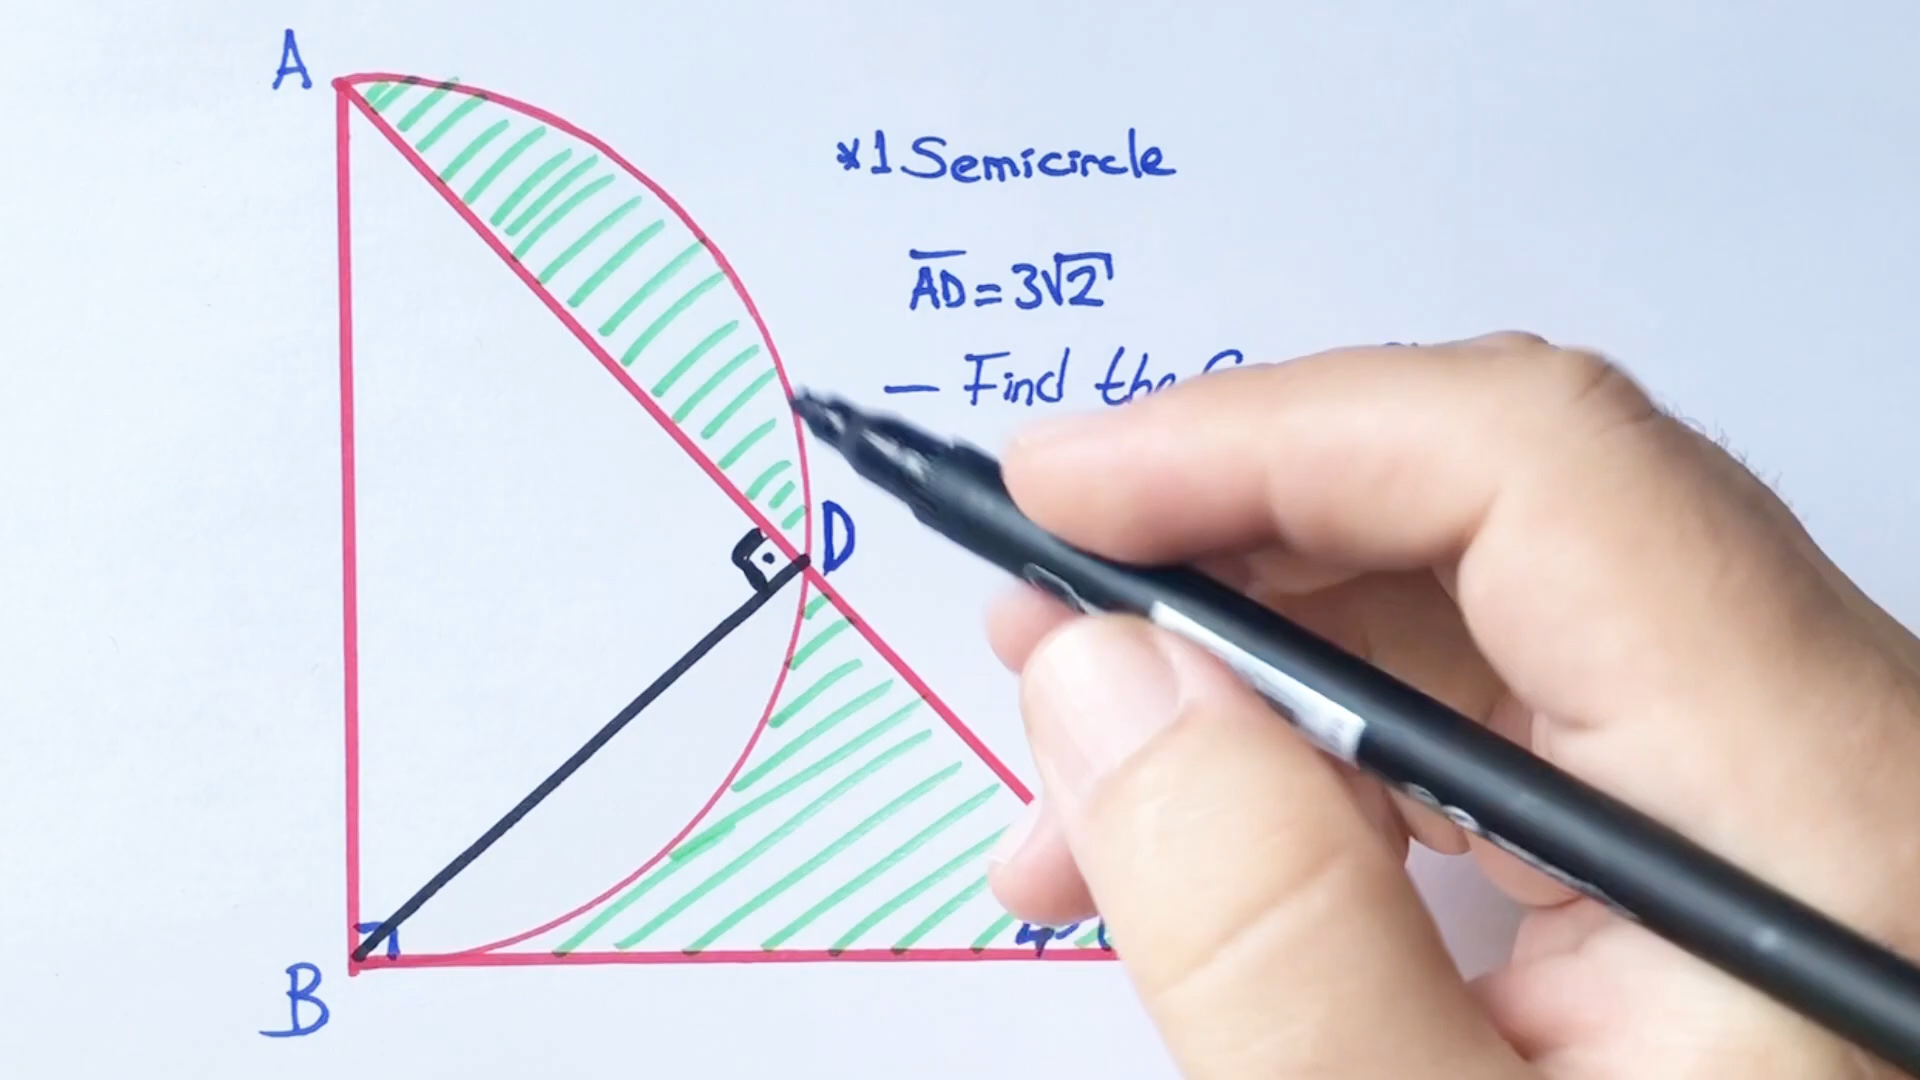 A
*1 Semicircle
AD = 3√2
— Find the
D
B